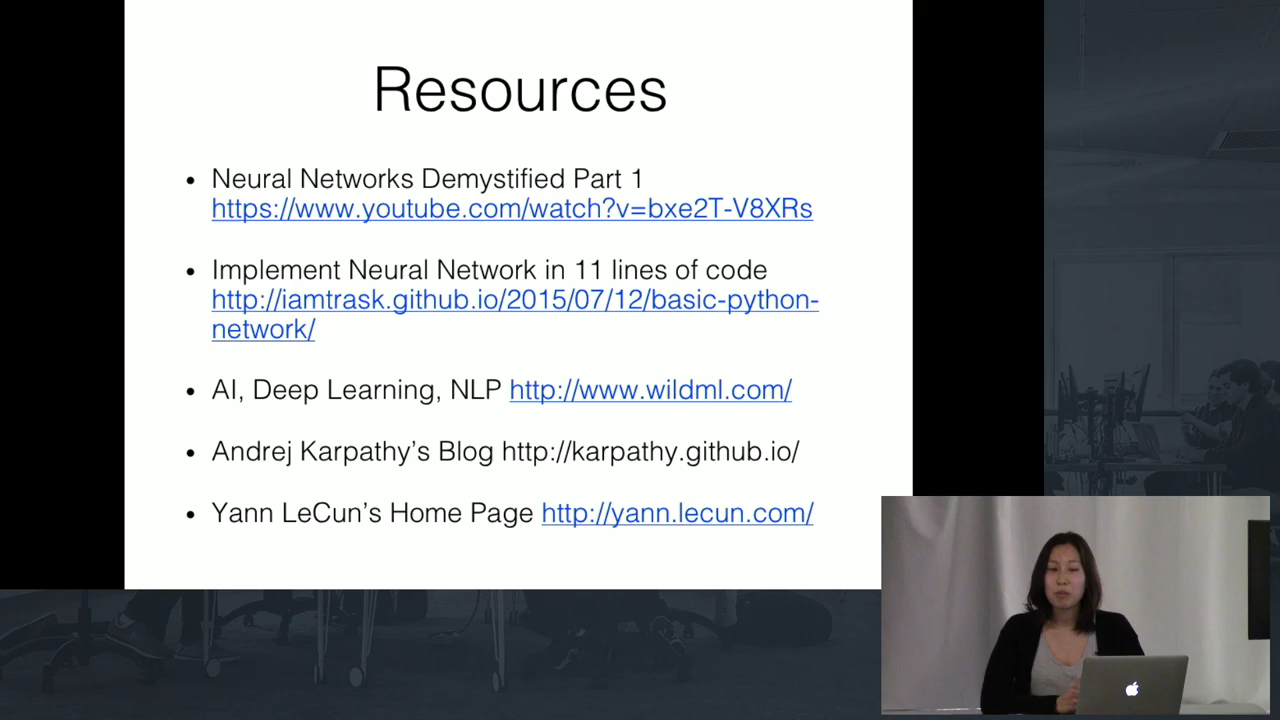 Resources
• Neural Networks Demystified Part 1
https://www.youtube.com/watch?v=bxe2T-V8XRs
• Implement Neural Network in 11 lines of code
http://iamtrask.github.io/2015/07/12/basic-python-
network/
• AI, Deep Learning, NLP http://www.wildml.com/
• Andrej Karpathy’s Blog http://karpathy.github.io/
• Yann LeCun’s Home Page http://yann.lecun.com/